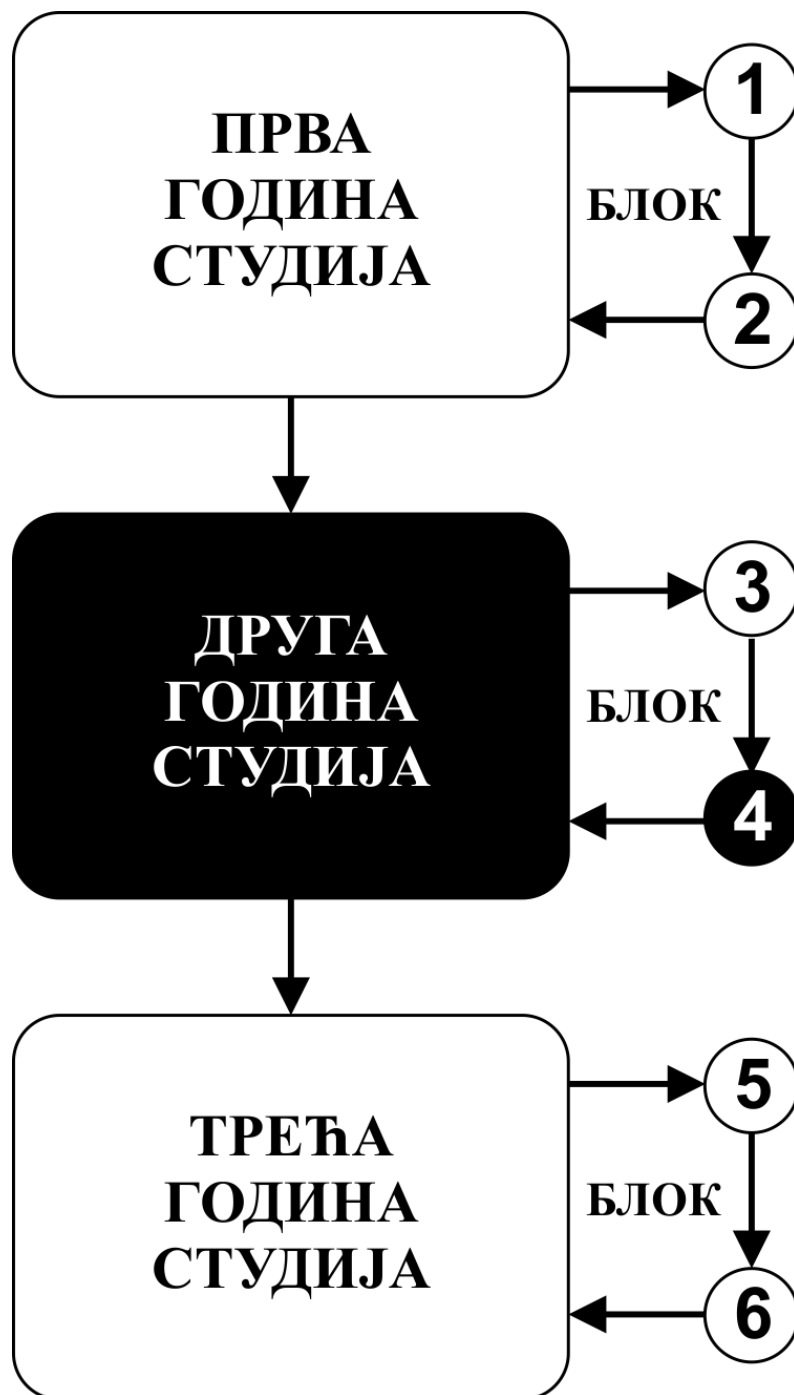 ПРВА
ГОДИНА
СТУДИЈА
1
БЛОК
2
ДРУГА
ГОДИНА
СТУДИЈА
3
БЛОК
4
ТРЕЋА
ГОДИНА
СТУДИЈА
5
БЛОК
6